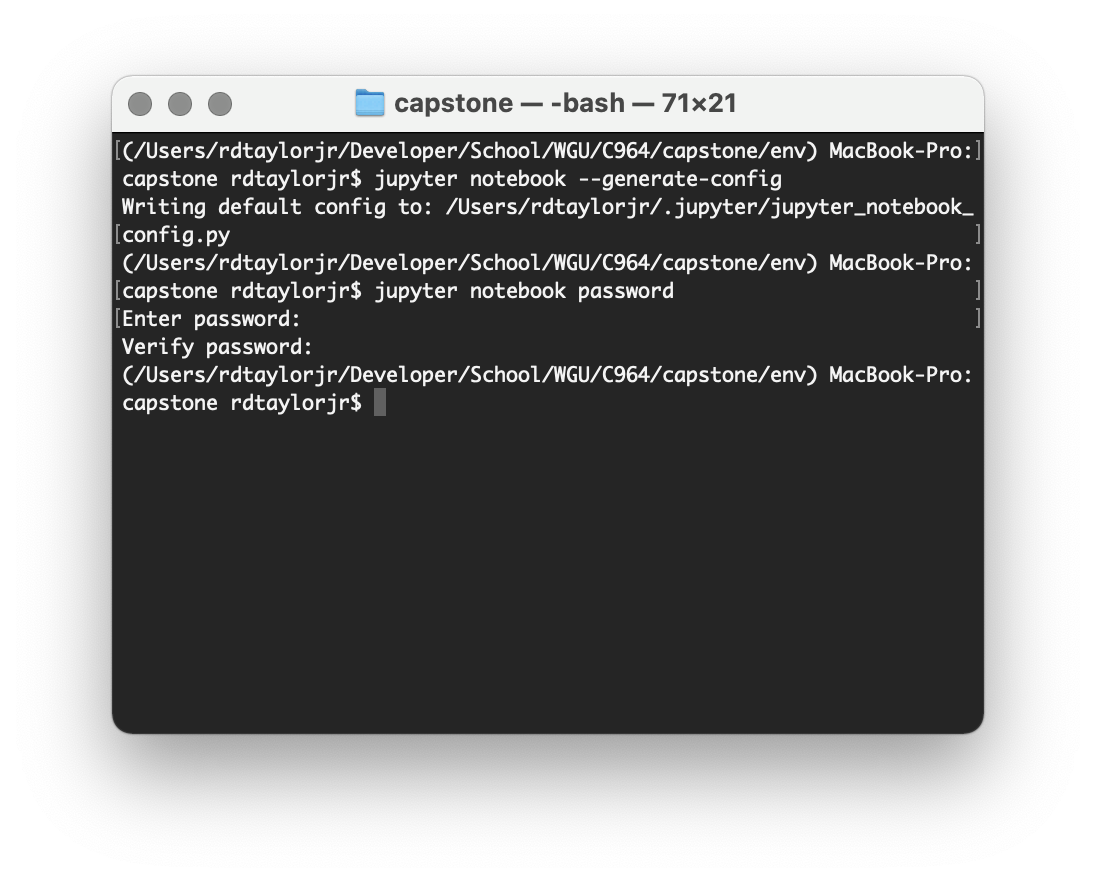 capstone — -bash — 71×21
[(/Users/rdtaylorjr/Developer/School/WGU/C964/capstone/env) MacBook-Pro:]
capstone rdtaylorjr$ jupyter notebook --generate-config
Writing default config to: /Users/rdtaylorjr/.jupyter/jupyter_notebook_
[config.py ]
(/Users/rdtaylorjr/Developer/School/WGU/C964/capstone/env) MacBook-Pro:
[capstone rdtaylorjr$ jupyter notebook password ]
[Enter password: ]
Verify password:
(/Users/rdtaylorjr/Developer/School/WGU/C964/capstone/env) MacBook-Pro:
capstone rdtaylorjr$